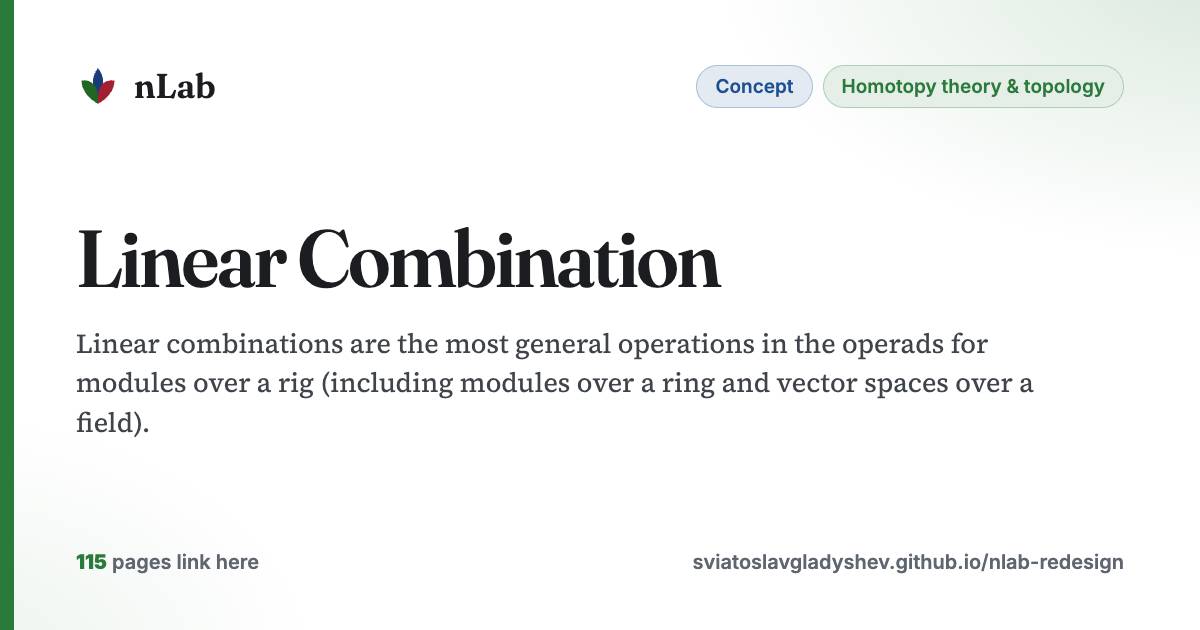 nLab
Concept
Homotopy theory & topology
Linear Combination
Linear combinations are the most general operations in the operads for
modules over a rig (including modules over a ring and vector spaces over a
field).
115 pages link here
sviatoslavgladyshev.github.io/nlab-redesign